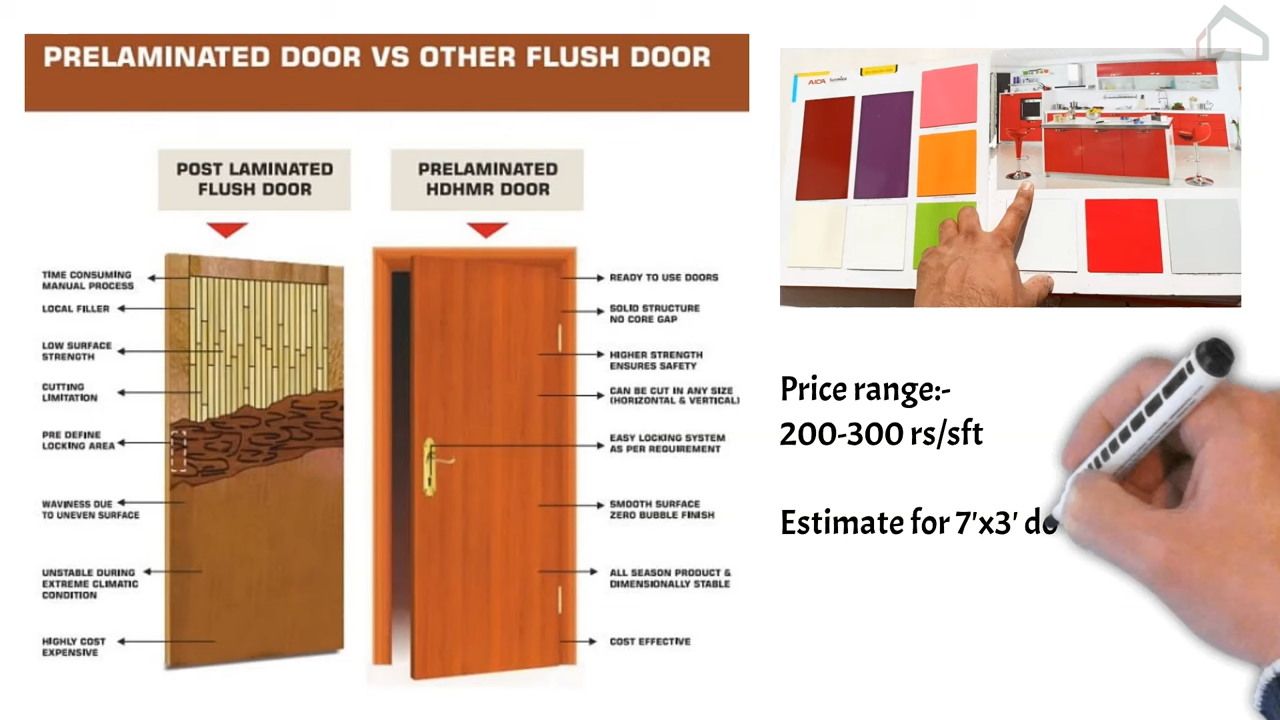 PRELAMINATED DOOR VS OTHER FLUSH DOOR
POST LAMINATED
FLUSH DOOR
PRELAMINATED
HDHMR DOOR
TIME CONSUMING
MANUAL PROCESS
LOCAL FILLER
LOW SURFACE
STRENGTH
CUTTING
LIMITATION
PRE DEFINE
LOCKING AREA
WAVINESS DUE
TO UNEVEN SURFACE
UNSTABLE DURING
EXTREME CLIMATIC
CONDITION
HIGHLY COST
EXPENSIVE
READY TO USE DOORS
SOLID STRUCTURE
NO CORE GAP
HIGHER STRENGTH
ENSURES SAFETY
CAN BE CUT IN ANY SIZE
(HORIZONTAL & VERTICAL)
EASY LOCKING SYSTEM
AS PER REQUIREMENT
SMOOTH SURFACE
ZERO BUBBLE FINISH
ALL SEASON PRODUCT &
DIMENSIONALLY STABLE
COST EFFECTIVE
AICA
Price range:-
200-300 rs/sft
Estimate for 7'x3' do